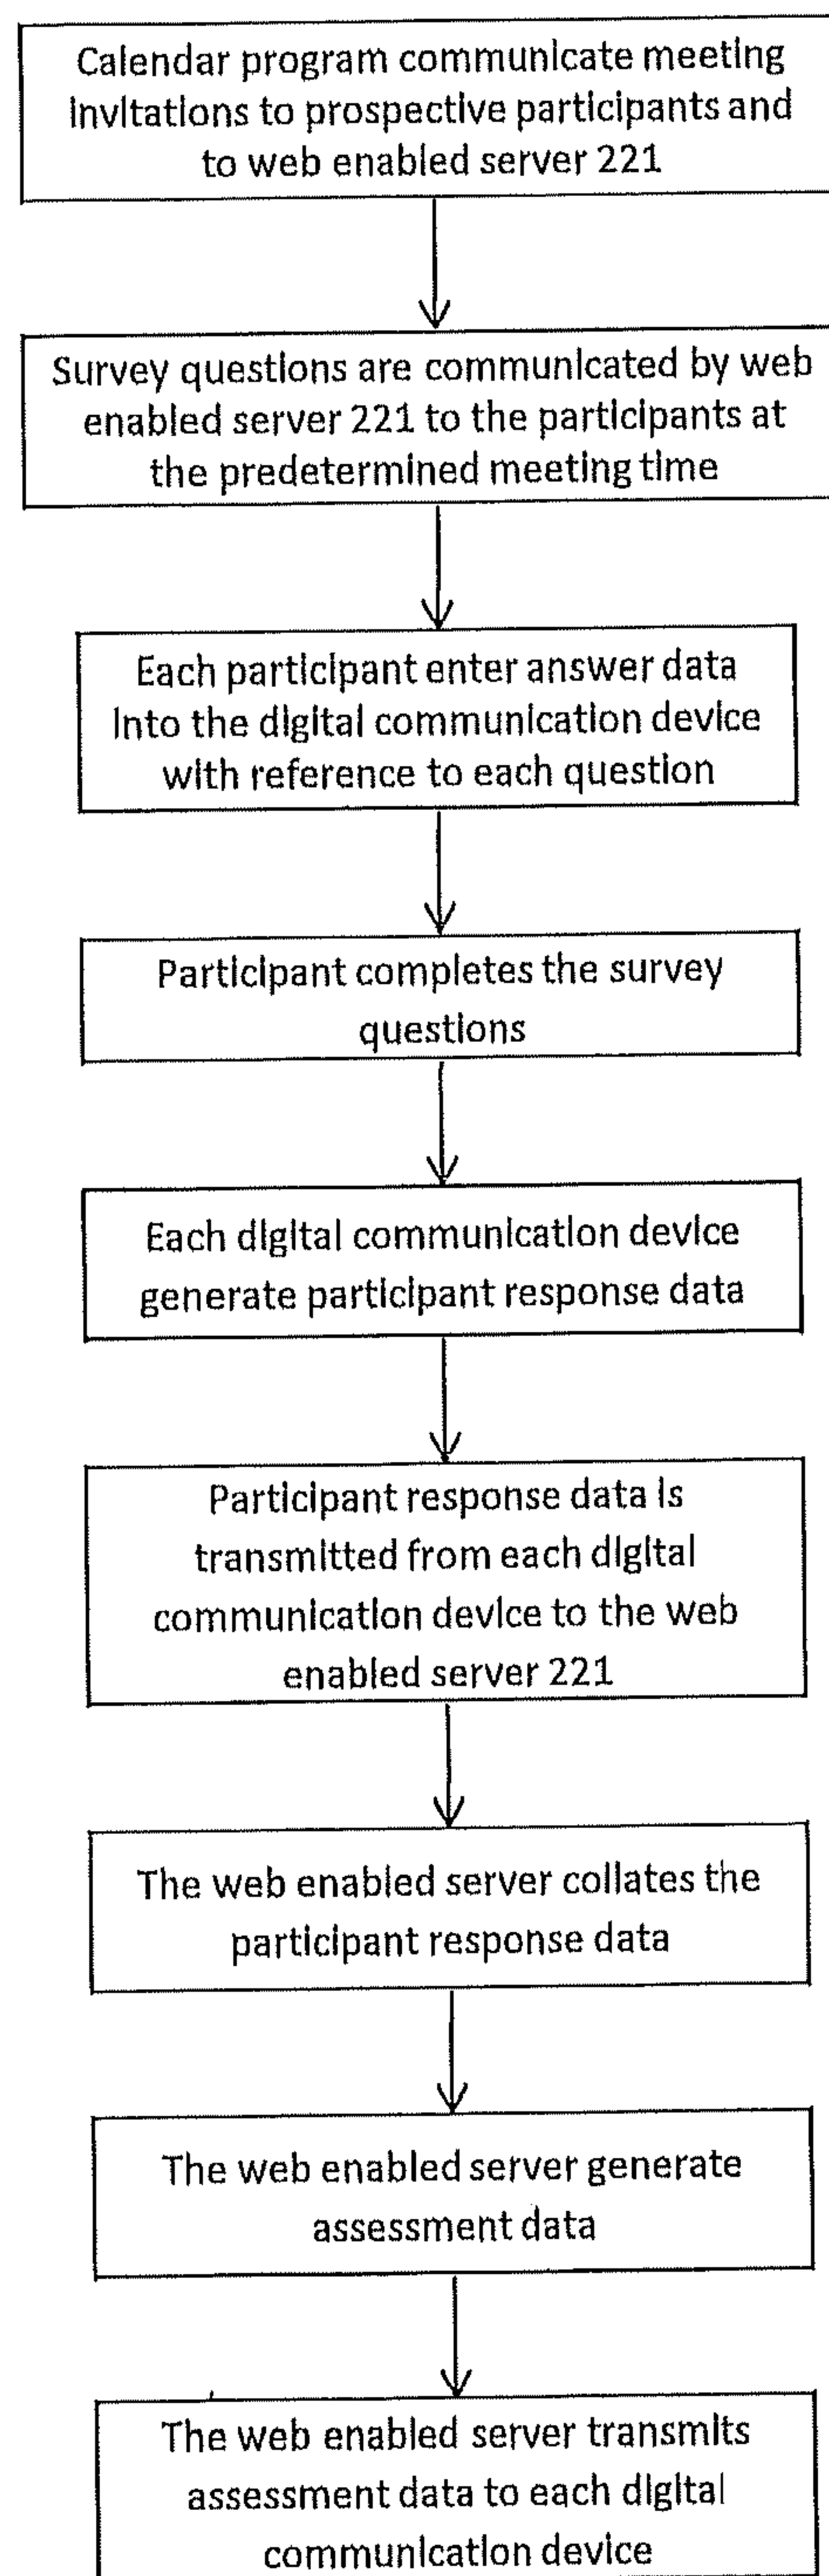 Calendar program communicate meeting
invitations to prospective participants and
to web enabled server 221
Survey questions are communicated by web
enabled server 221 to the participants at
the predetermined meeting time
Each participant enter answer data
into the digital communication device
with reference to each question
Participant completes the survey
questions
Each digital communication device
generate participant response data
Participant response data is
transmitted from each digital
communication device to the web
enabled server 221
The web enabled server collates the
participant response data
The web enabled server generate
assessment data
The web enabled server transmits
assessment data to each digital
communication device